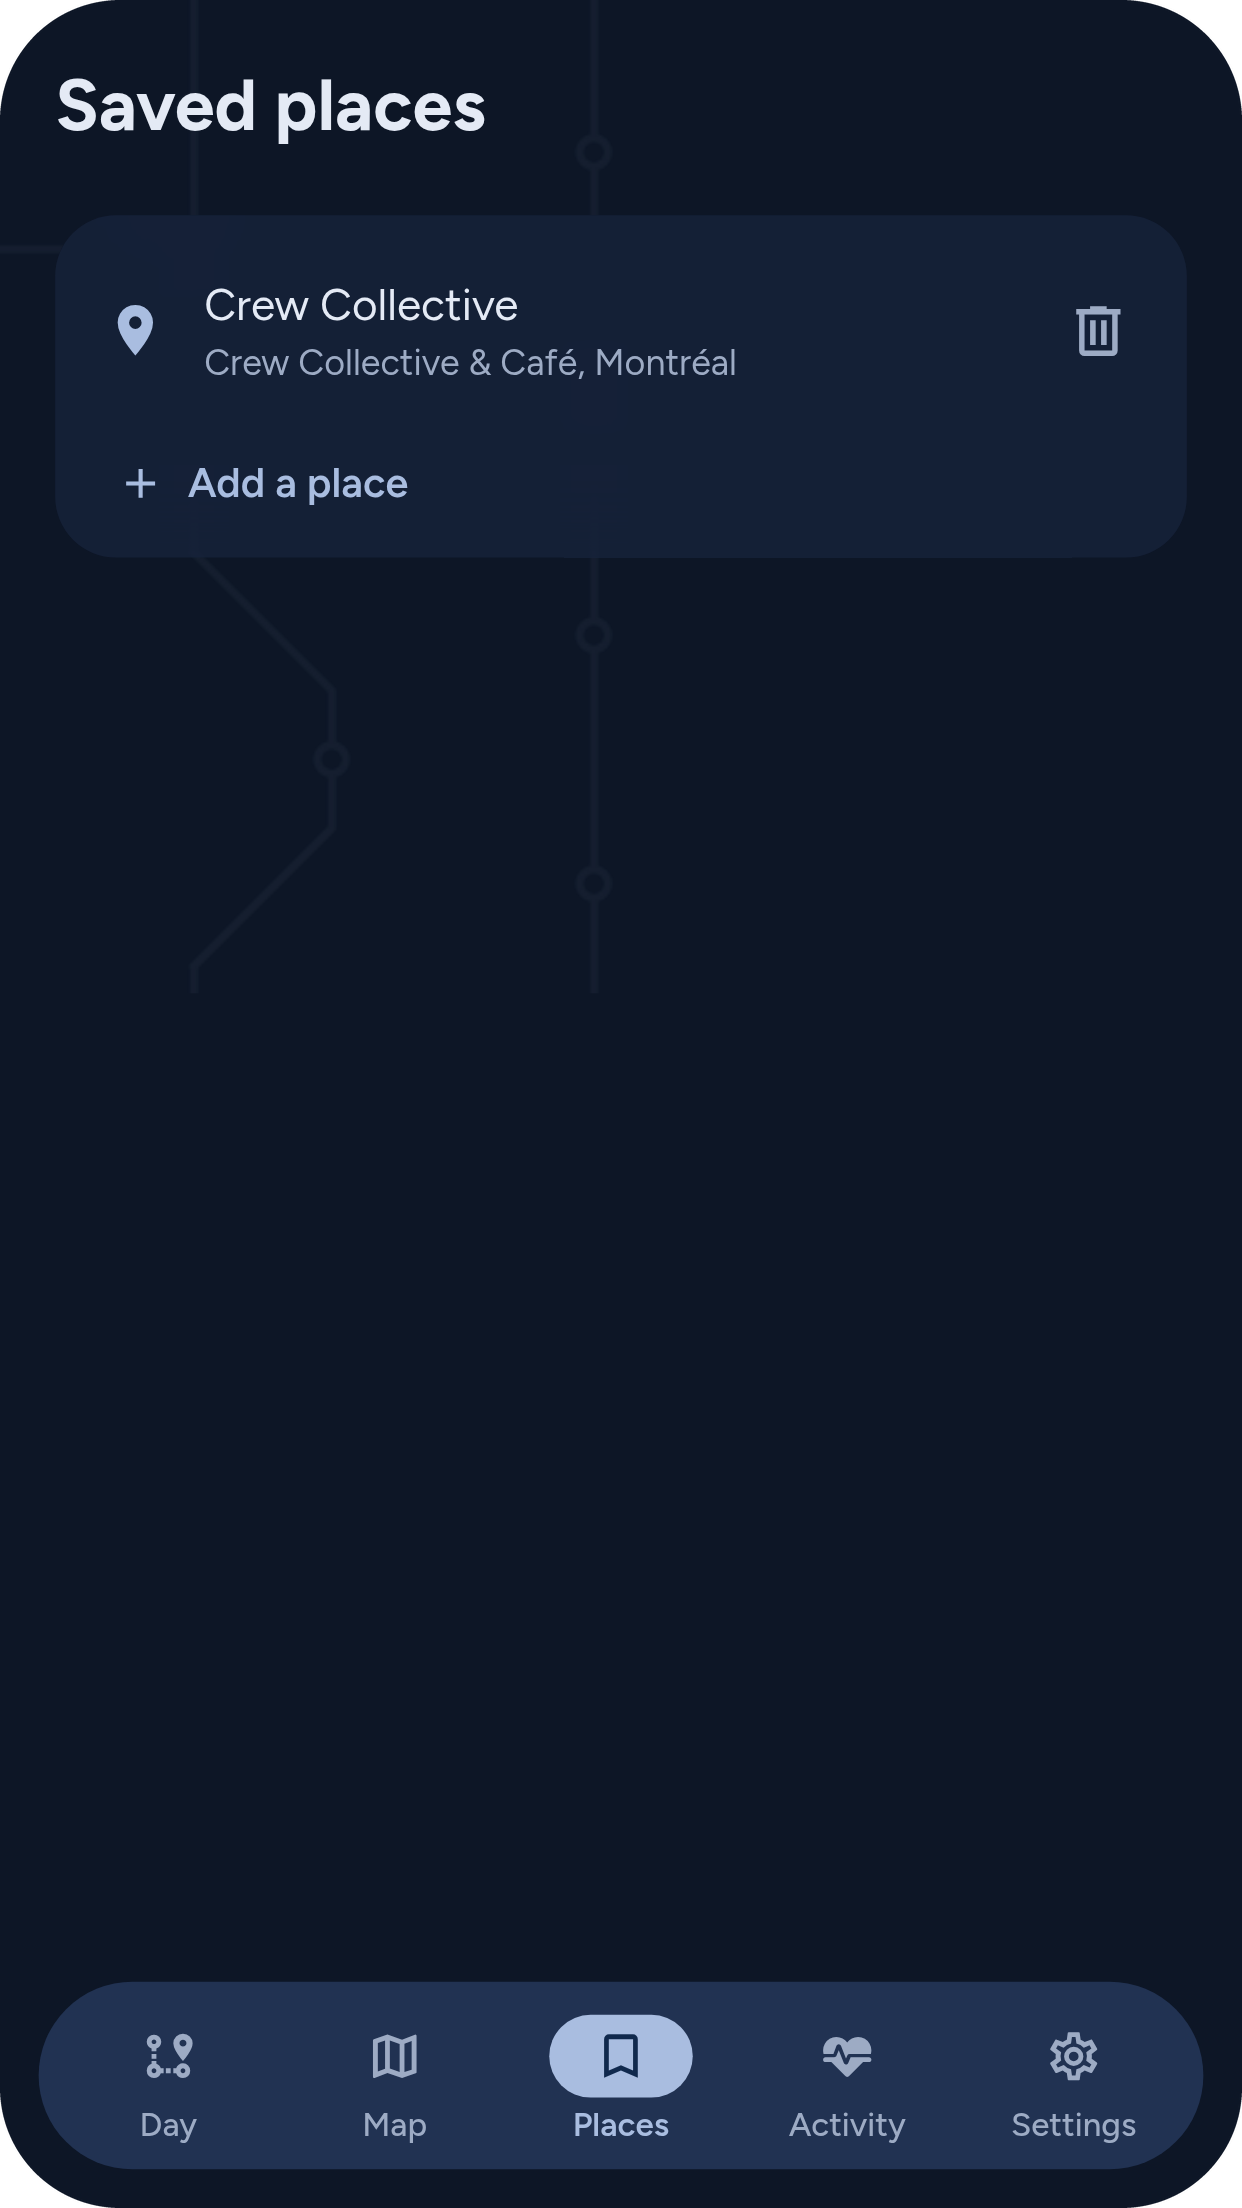 Saved places
Crew Collective
Crew Collective & Café, Montréal
Add a place
Day
Map
Places
Activity
Settings